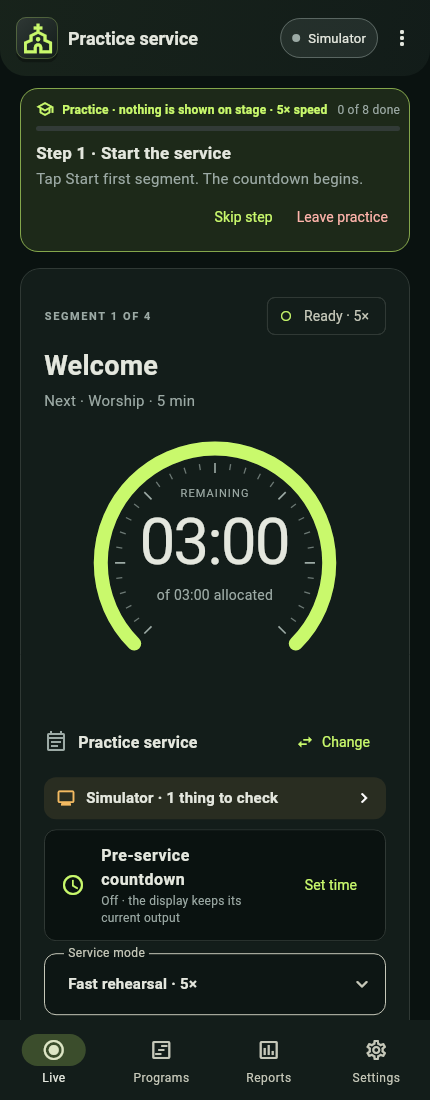 Practice service
Simulator
Practice · nothing is shown on stage · 5× speed
0 of 8 done
Step 1 · Start the service
Tap Start first segment. The countdown begins.
Skip step
Leave practice
SEGMENT 1 OF 4
Ready · 5×
Welcome
Next · Worship · 5 min
REMAINING
03:00
of 03:00 allocated
Practice service
Change
Simulator · 1 thing to check
Pre-service
countdown
Off · the display keeps its
current output
Set time
Service mode
Fast rehearsal · 5×
Live
Programs
Reports
Settings